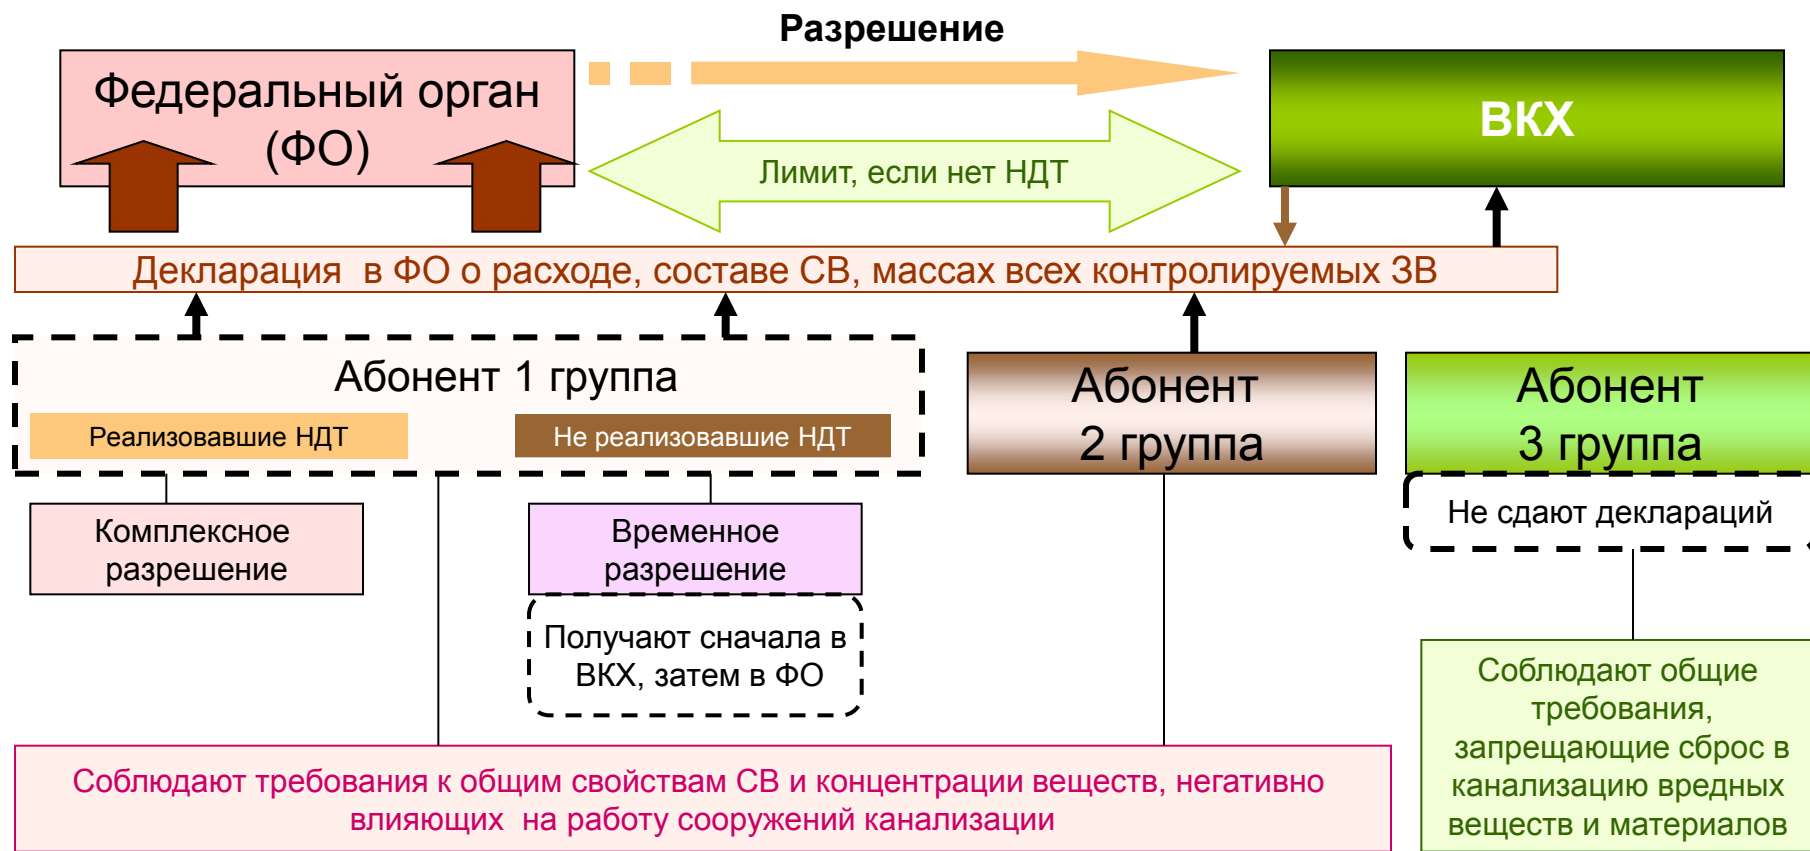 Разрешение
Федеральный орган
(ФО)
ВКХ
Лимит, если нет НДТ
Декларация в ФО о расходе, составе СВ, массах всех контролируемых ЗВ
Абонент 1 группа
Реализовавшие НДТ
Не реализовавшие НДТ
Абонент
2 группа
Абонент
3 группа
Не сдают деклараций
Комплексное
разрешение
Временное
разрешение
Получают сначала в
ВКХ, затем в ФО
Соблюдают требования к общим свойствам СВ и концентрации веществ, негативно
влияющих на работу сооружений канализации
Соблюдают общие
требования,
запрещающие сброс в
канализацию вредных
веществ и материалов